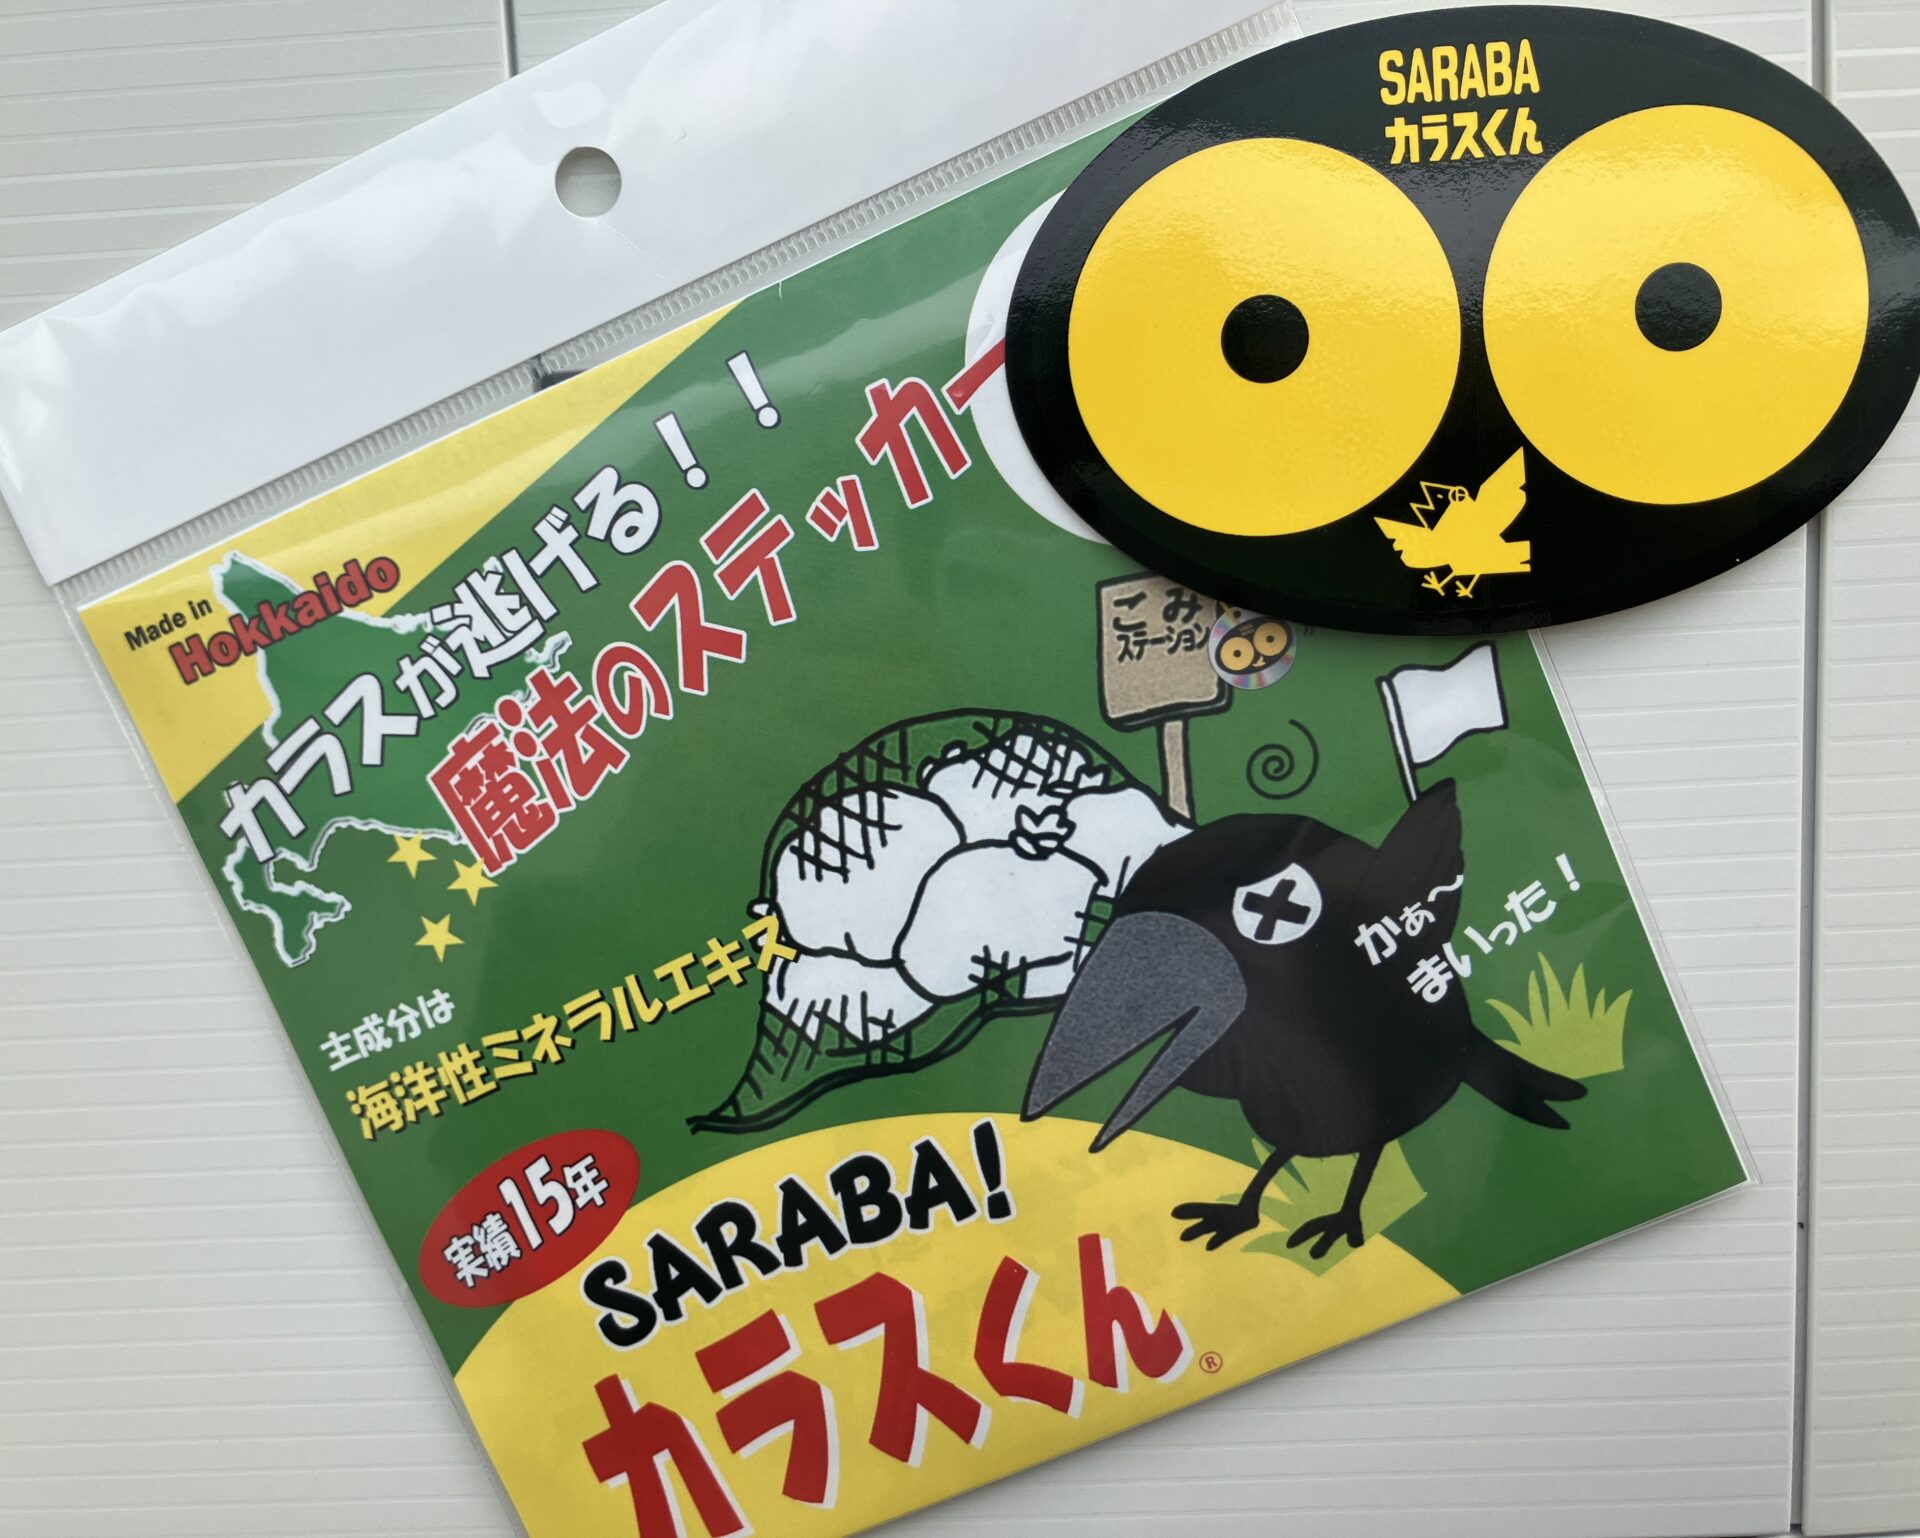 SARABA
カラスくん
Made in
Hokkaido
カラスが逃げる！！
魔法のステッカー
ごみ
ステーション
かぁ〜
まいった！
主成分は
海洋性ミネラルエキス
実績15年
SARABA!
カラスくん®